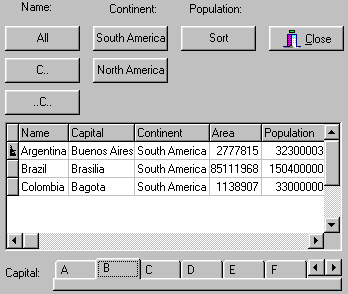 Name: Continent: Population:
All South America Sort Close
C.. North America
..C..
Name Capital Continent Area Population
Argentina Buenos Aires South America 2777815 32300003
Brazil Brasilia South America 85111968 150400000
Colombia Bagota South America 1138907 33000000
Capital: A B C D E F